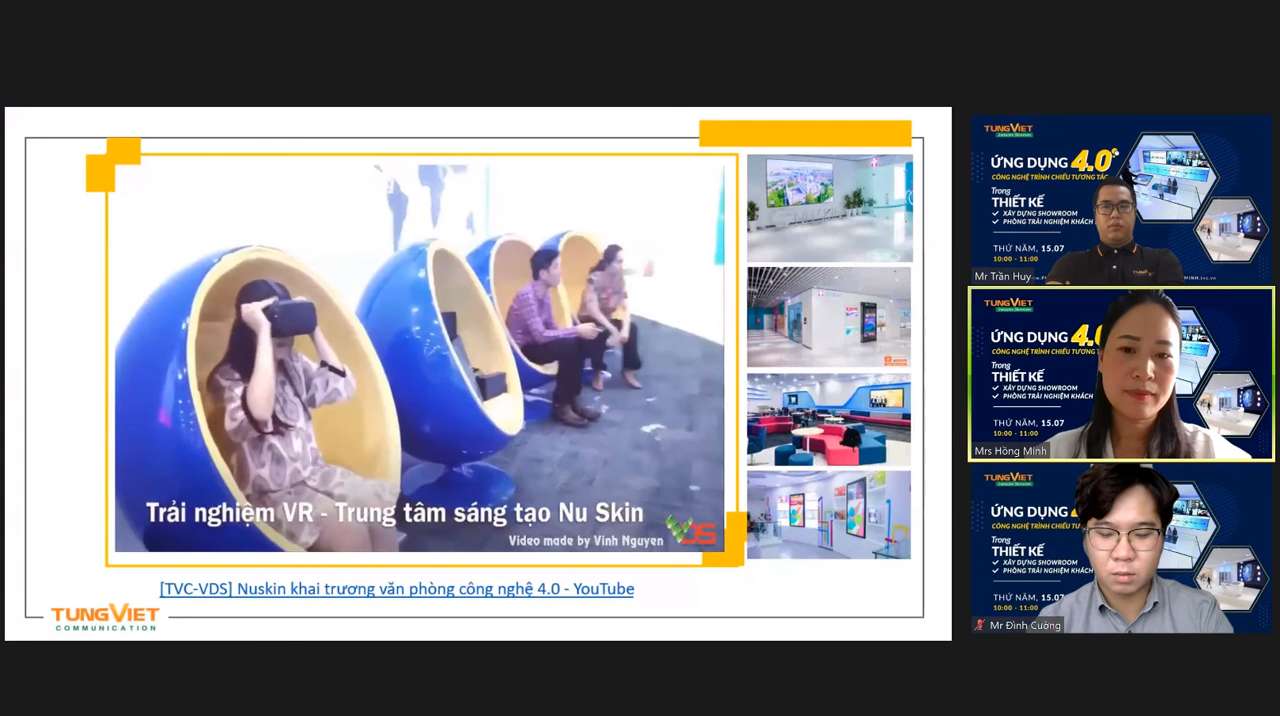 Trải nghiệm VR - Trung tâm sáng tạo Nu Skin
Video made by Vinh Nguyen
VDS
[TVC-VDS] Nuskin khai trương văn phòng công nghệ 4.0 - YouTube
TUNGVIET
COMMUNICATION
TUNGVIET
ỨNG DỤNG 4.0
CÔNG NGHỆ TRÌNH CHIẾU TƯƠNG TÁC
Trong
THIẾT KẾ
XÂY DỰNG SHOWROOM
PHÒNG TRẢI NGHIỆM KHÁCH
THỨ NĂM, 15.07
10:00 - 11:00
Mr Trần Huy
TUNGVIET
ỨNG DỤNG 4.0
CÔNG NGHỆ TRÌNH CHIẾU TƯƠNG T
Trong
THIẾT KẾ
XÂY DỰNG SHOWROOM
PHÒNG TRẢI NGHIỆM KHÁCH
THỨ NĂM, 15.07
10:00 - 11:00
Mrs Hồng Minh
TUNGVIET
ỨNG DỤNG
CÔNG NGHỆ TRÌNH CHIẾU TƯ
Trong
THIẾT KẾ
XÂY DỰNG SHOWROOM
PHÒNG TRẢI NGHIỆM KHÁCH
THỨ NĂM, 15.07
10:00 - 11:00
Mr Đình Cường